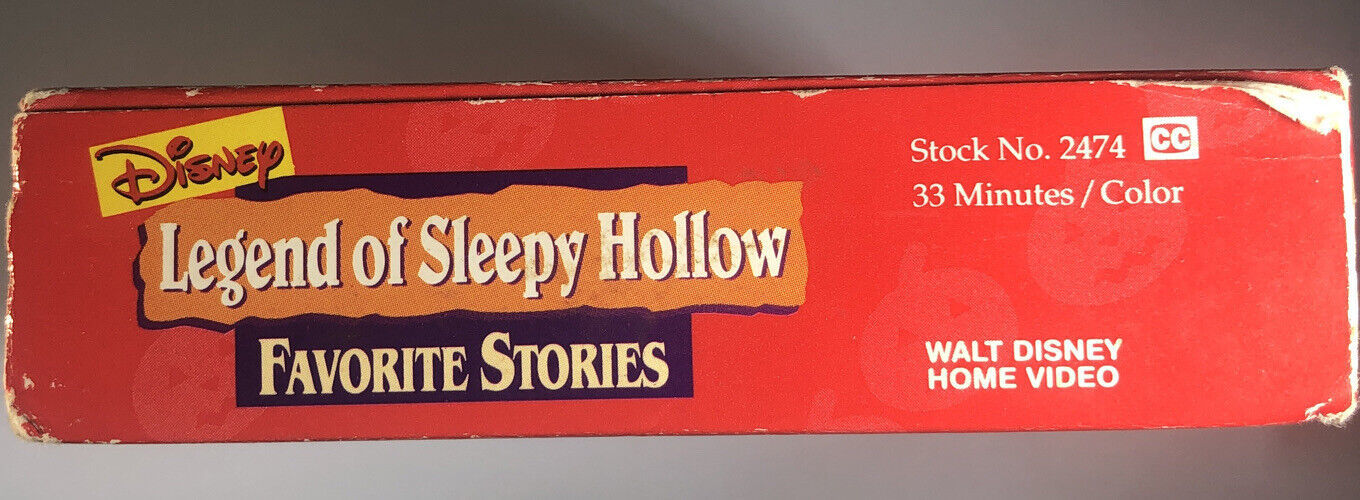 Disney
Legend of Sleepy Hollow
FAVORITE STORIES
Stock No. 2474 CC
33 Minutes / Color
WALT DISNEY
HOME VIDEO